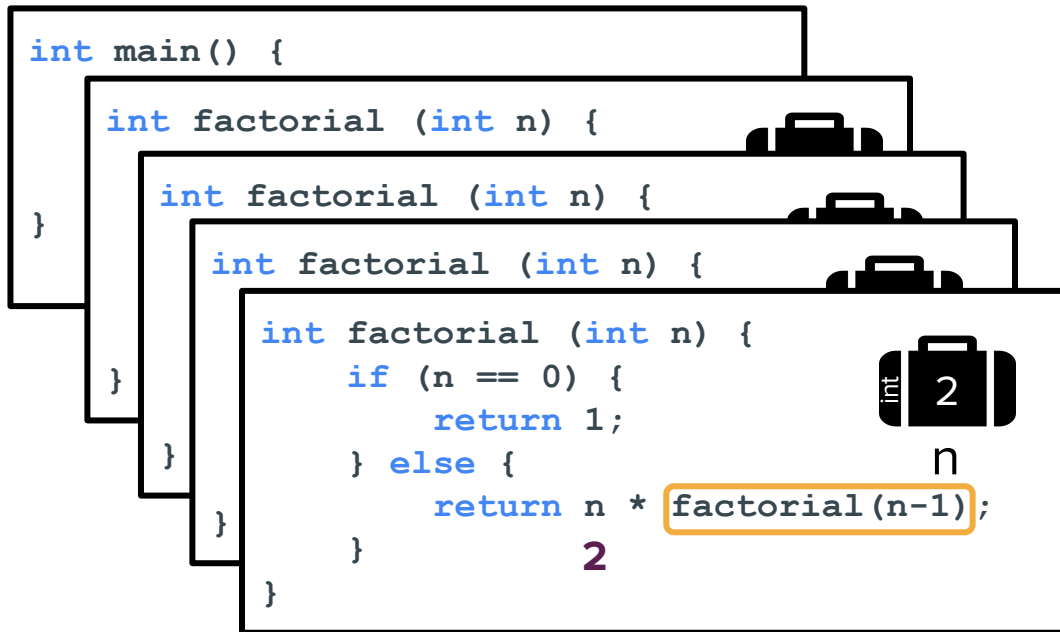 int main() {
int factorial (int n) {
int factorial (int n) {
int factorial (int n) {
int factorial (int n) {
if (n == 0) {
return 1;
} else {
return n * factorial(n-1);
2
}
}
}
}
}
}
int 2
n